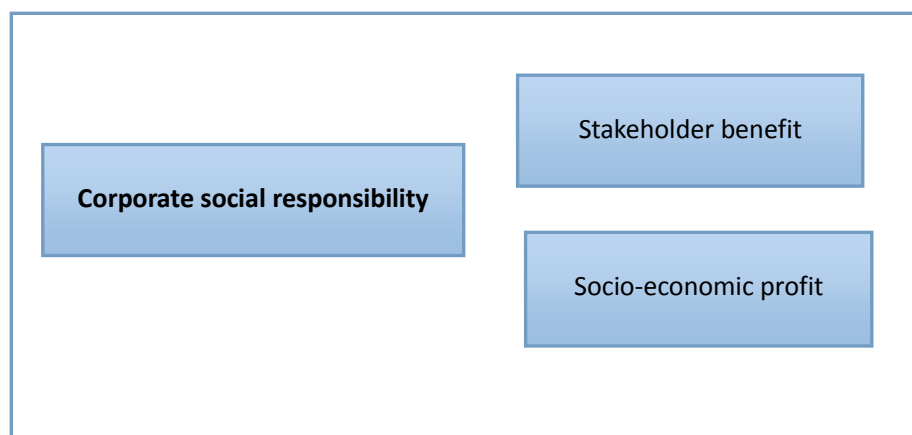 Stakeholder benefit
Corporate social responsibility
Socio-economic profit